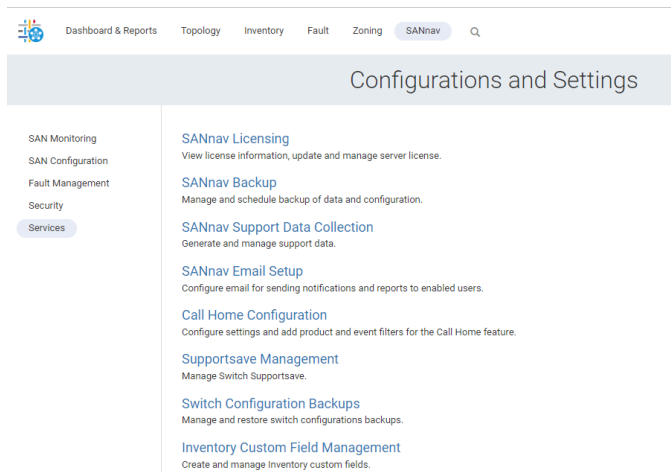 Dashboard & Reports Topology Inventory Fault Zoning SANnav
Configurations and Settings
SAN Monitoring
SAN Configuration
Fault Management
Security
Services
SANnav Licensing
View license information, update and manage server license.
SANnav Backup
Manage and schedule backup of data and configuration.
SANnav Support Data Collection
Generate and manage support data.
SANnav Email Setup
Configure email for sending notifications and reports to enabled users.
Call Home Configuration
Configure settings and add product and event filters for the Call Home feature.
Supportsave Management
Manage Switch Supportsave.
Switch Configuration Backups
Manage and restore switch configurations backups.
Inventory Custom Field Management
Create and manage Inventory custom fields.